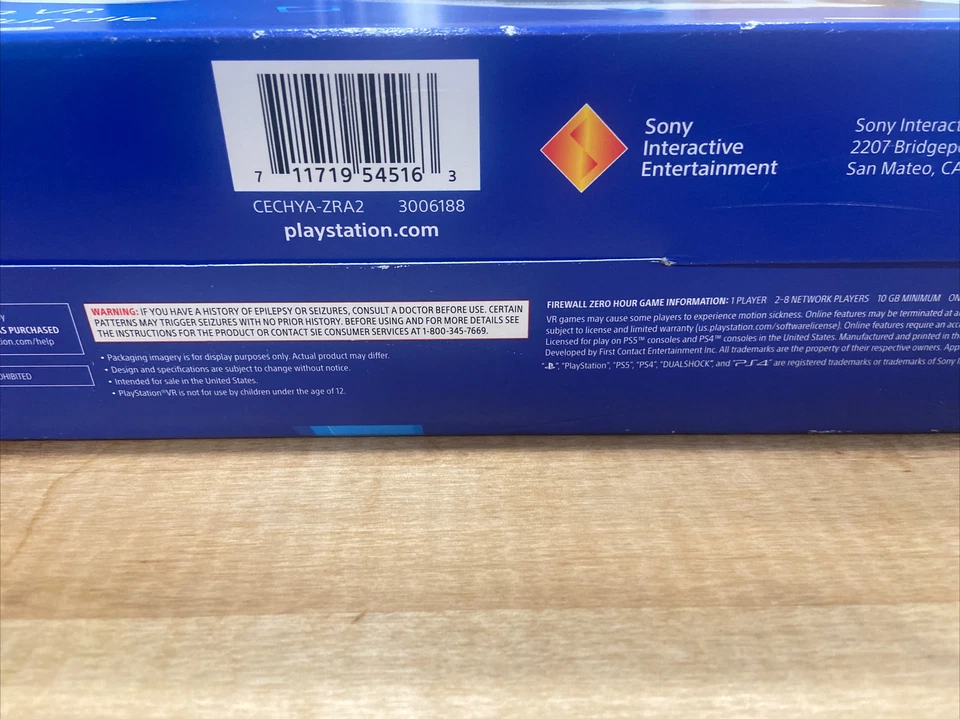 VR
7 11719 54516 3
CECHYA-ZRA2 3006188
playstation.com
Sony
Interactive
Entertainment
Sony
2207
San Mateo, CA
AS PURCHASED
WARNING: IF YOU HAVE A HISTORY OF EPILEPSY OR SEIZURES, CONSULT A DOCTOR BEFORE USE. CERTAIN
PATTERNS MAY TRIGGER SEIZURES WITH NO PRIOR HISTORY. BEFORE USING AND FOR MORE DETAILS SEE
THE INSTRUCTIONS FOR THE PRODUCT OR CONTACT SIE CONSUMER SERVICES AT 1-800-345-7669.
• Packaging imagery is for display purposes only. Actual product may differ.
• Design and specifications are subject to change without notice.
• Intended for sale in the United States.
• PlayStation®VR is not for use by children under the age of 12.
FIREWALL ZERO HOUR GAME INFORMATION: 1 PLAYER 2-8 NETWORK PLAYERS 10 GB MINIMUM
VR games may cause some players to experience motion sickness. Online features may be terminated at
subject to license and limited warranty (us.playstation.com/softwarelicense). Online features require an
Licensed for play on PS5™ consoles and PS4™ consoles in the United States. Manufactured and printed in
Developed by First Contact Entertainment Inc. All trademarks are the property of their respective owners.
"PlayStation", "PS5", "PS4", "DUALSHOCK", and "PS4" are registered trademarks or trademarks of Sony